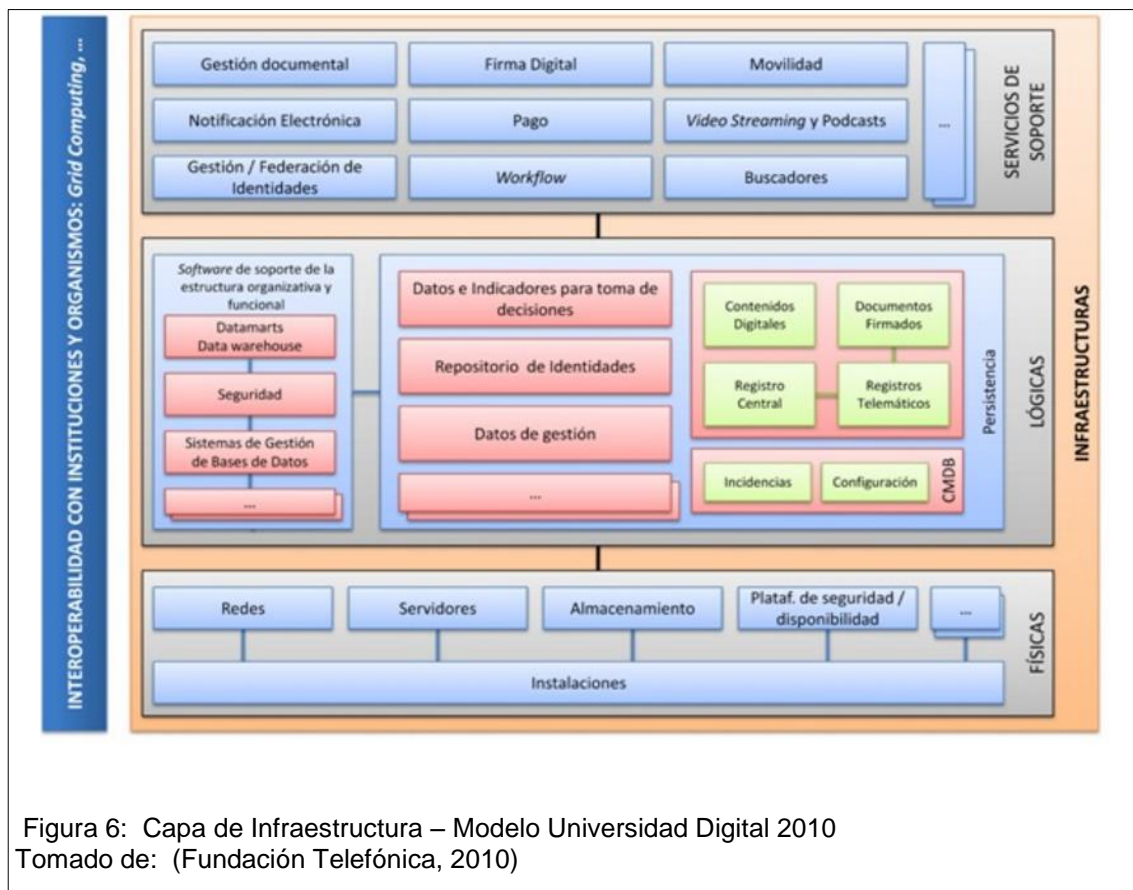 INTEROPERABILIDAD CON INSTITUCIONES Y ORGANISMOS: Grid Computing, ...
Gestión documental
Firma Digital
Movilidad
Notificación Electrónica
Pago
Video Streaming y Podcasts
Gestión / Federación de
Identidades
Workflow
Buscadores
...
SERVICIOS DE
SOPORTE
Software de soporte de la
estructura organizativa y
funcional
Datamarts
Data warehouse
Seguridad
Sistemas de Gestión
de Bases de Datos
...
Datos e Indicadores para toma de
decisiones
Repositorio de Identidades
Datos de gestión
...
Contenidos
Digitales
Documentos
Firmados
Registro
Central
Registros
Telemáticos
Incidencias
Configuración
CMDB
Persistencia
LÓGICAS
INFRAESTRUCTURAS
Redes
Servidores
Almacenamiento
Plataf. de seguridad /
disponibilidad
...
Instalaciones
FÍSICAS
Figura 6: Capa de Infraestructura – Modelo Universidad Digital 2010
Tomado de: (Fundación Telefónica, 2010)